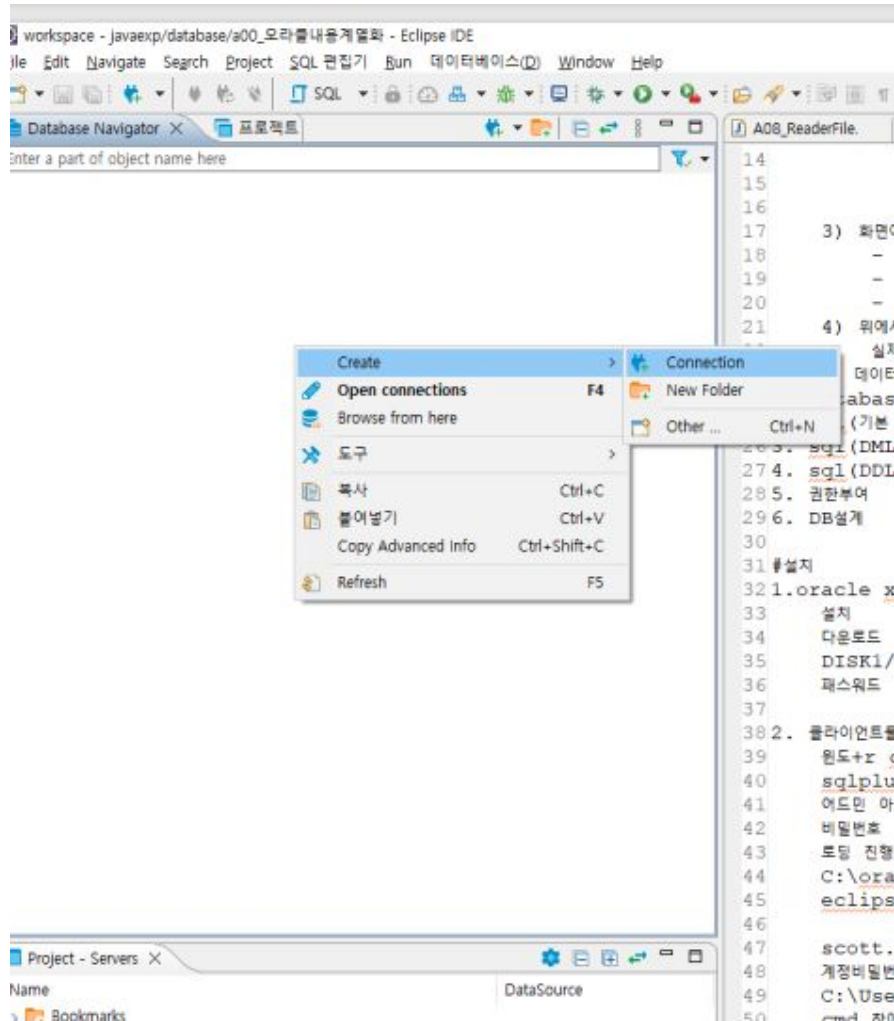 workspace - javaexp/database/a00_오라클내용계열화 - Eclipse IDE
Edit Navigate Search Project SQL 편집기 Run 데이터베이스(D) Window Help
SQL
Database Navigator
프로젝트
Enter a part of object name here
Create
Open connections F4
Browse from here
도구
복사 Ctrl+C
붙여넣기 Ctrl+V
Copy Advanced Info Ctrl+Shift+C
Refresh F5
Connection
New Folder
Other ... Ctrl+N
Project - Servers
Name DataSource
Bookmarks
A08_ReaderFile.
14
15
16
17 3) 화면
18 -
19 -
20 -
21 4) 위에
(기본
sql(DML
27 4. sql(DDL
28 5. 권한부여
29 6. DB설계
30
31 #설치
32 1.oracle x
33 설치
34 다운로드
35 DISK1/
36 패스워드
37
38 2. 클라이언트
39 윈도+r
40 sqlplu
41 어드민
42 비밀번호
43 로딩 진행
44 C:\ora
45 eclips
46
47 scott.
48 계정비밀번
49 C:\Use
50 cmd